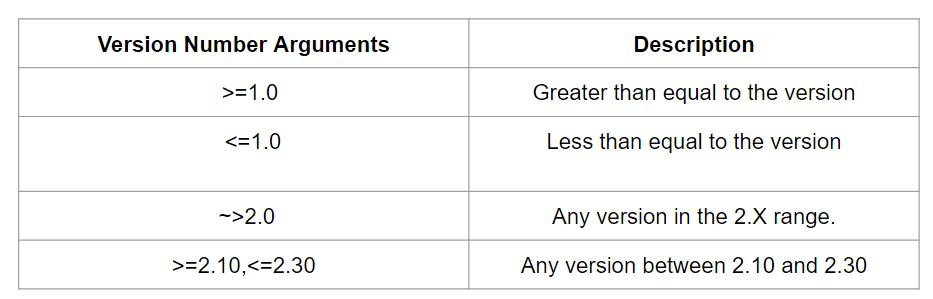 Version Number Arguments Description
>=1.0 Greater than equal to the version
<=1.0 Less than equal to the version
~>2.0 Any version in the 2.X range.
>=2.10,<=2.30 Any version between 2.10 and 2.30